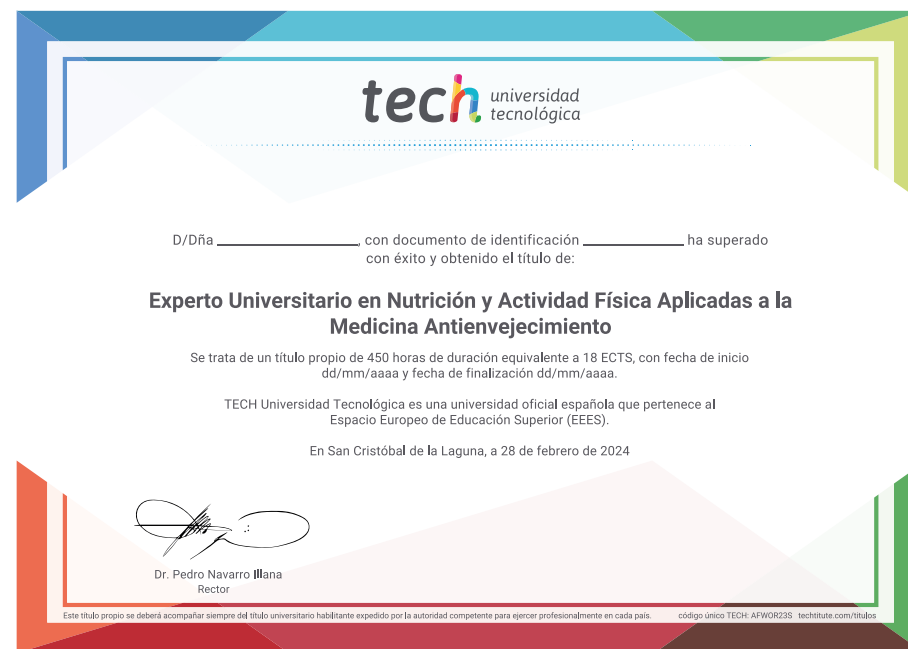 tech universidad
tecnológica
D/Dña ____________________, con documento de identificación ______________ ha superado
con éxito y obtenido el título de:
Experto Universitario en Nutrición y Actividad Física Aplicadas a la
Medicina Antienvejecimiento
Se trata de un título propio de 450 horas de duración equivalente a 18 ECTS, con fecha de inicio
dd/mm/aaaa y fecha de finalización dd/mm/aaaa.
TECH Universidad Tecnológica es una universidad oficial española que pertenece al
Espacio Europeo de Educación Superior (EEES).
En San Cristóbal de la Laguna, a 28 de febrero de 2024
Dr. Pedro Navarro Illana
Rector
Este título propio se deberá acompañar siempre del título universitario habilitante expedido por la autoridad competente para ejercer profesionalmente en cada país. código único TECH: AFWOR23S techtitute.com/titulos